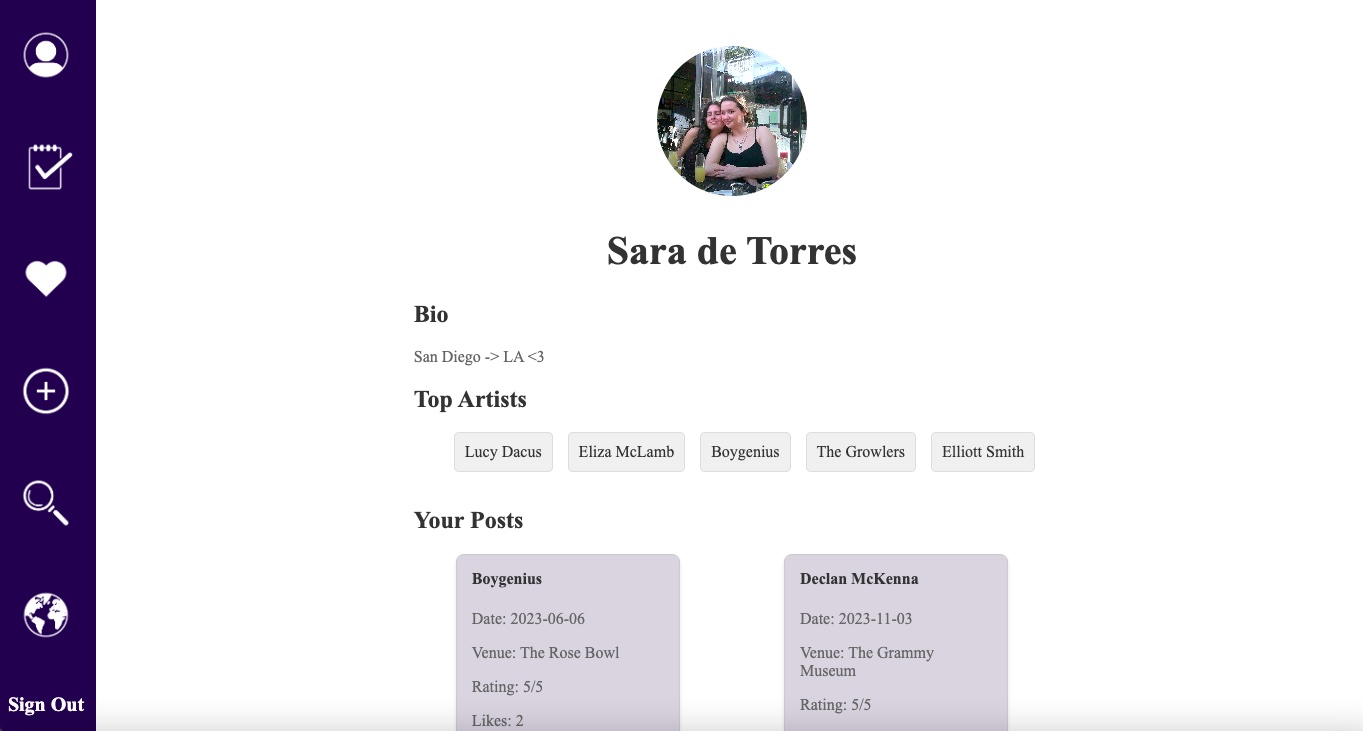 Sara de Torres
Bio
San Diego -> LA <3
Top Artists
Lucy Dacus
Eliza McLamb
Boygenius
The Growlers
Elliott Smith
Your Posts
Boygenius
Date: 2023-06-06
Venue: The Rose Bowl
Rating: 5/5
Likes: 2
Declan McKenna
Date: 2023-11-03
Venue: The Grammy
Museum
Rating: 5/5
Sign Out